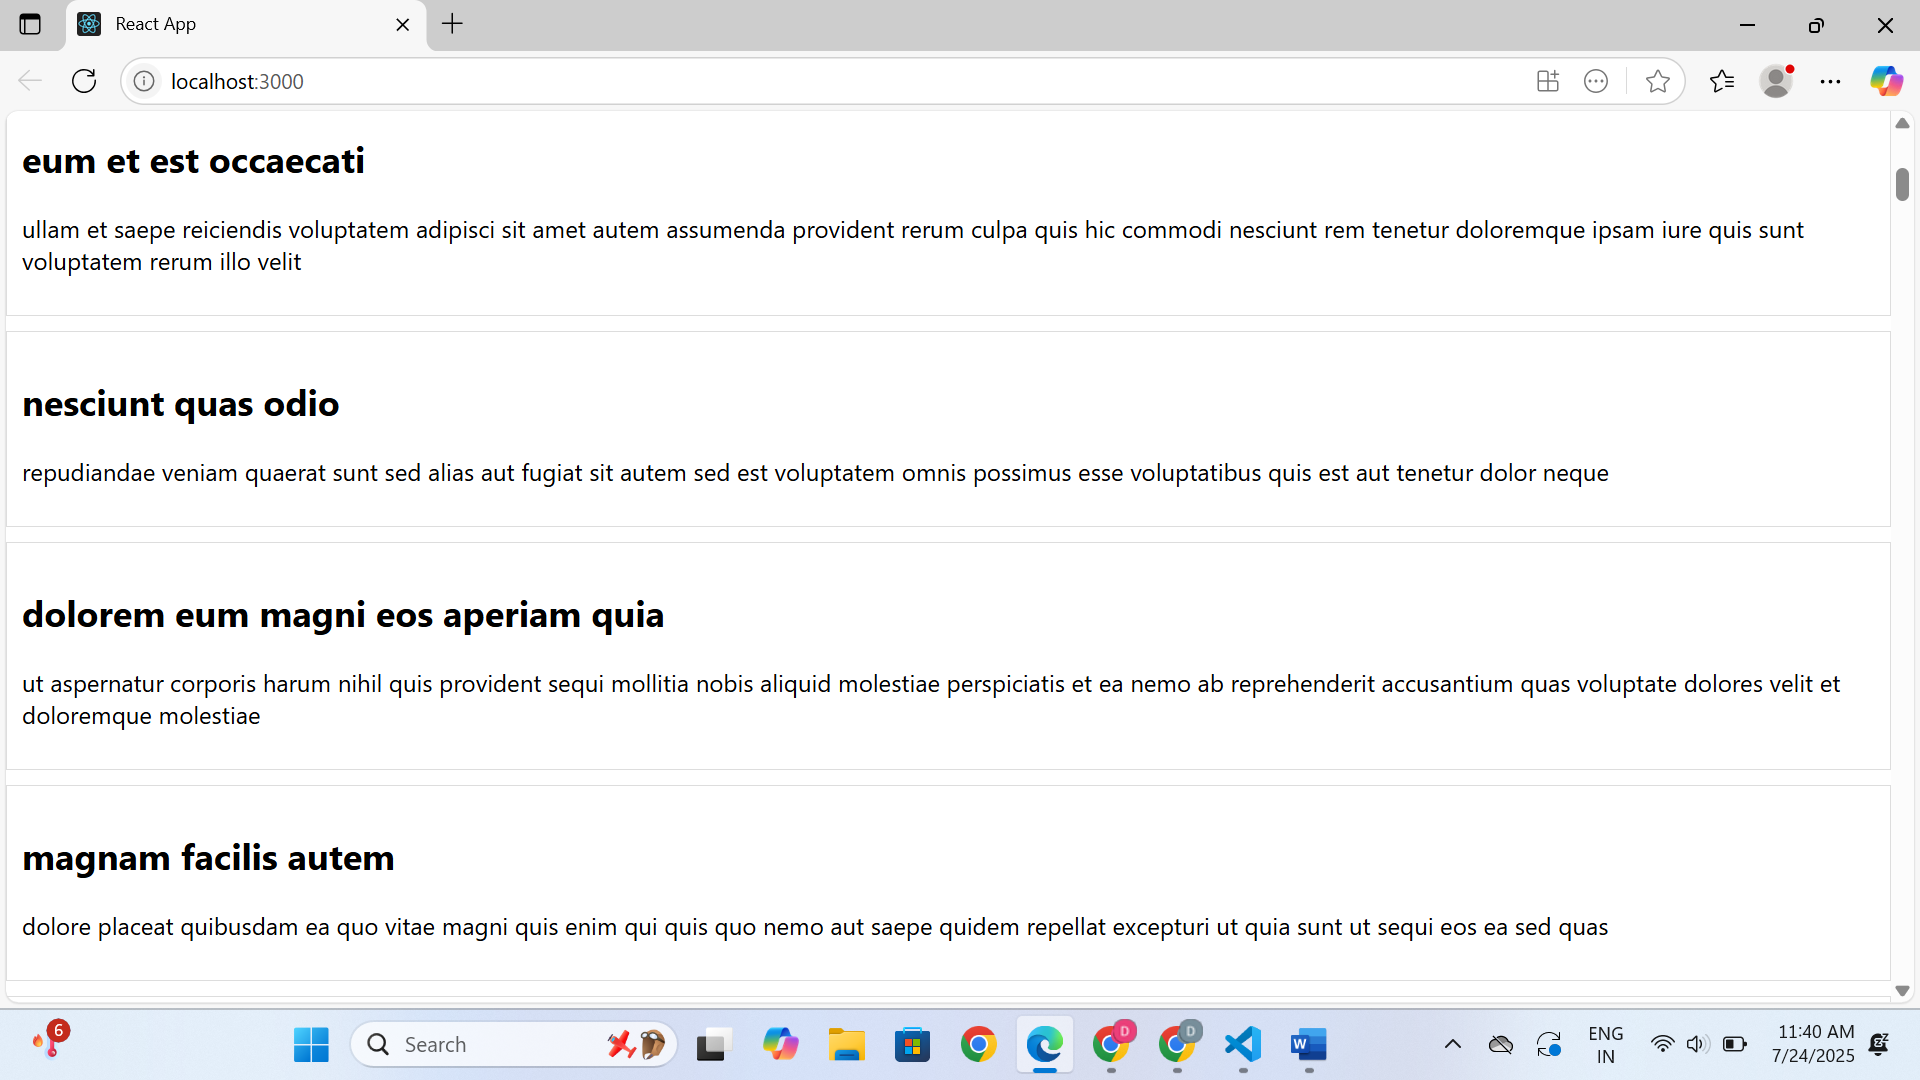 React App
localhost:3000
eum et est occaecati
ullam et saepe reiciendis voluptatem adipisci sit amet autem assumenda provident rerum culpa quis hic commodi nesciunt rem tenetur doloremque ipsam iure quis sunt
voluptatem rerum illo velit
nesciunt quas odio
repudiandae veniam quaerat sunt sed alias aut fugiat sit autem sed est voluptatem omnis possimus esse voluptatibus quis est aut tenetur dolor neque
dolorem eum magni eos aperiam quia
ut aspernatur corporis harum nihil quis provident sequi mollitia nobis aliquid molestiae perspiciatis et ea nemo ab reprehenderit accusantium quas voluptate dolores velit et
doloremque molestiae
magnam facilis autem
dolore placeat quibusdam ea quo vitae magni quis enim qui quis quo nemo aut saepe quidem repellat excepturi ut quia sunt ut sequi eos ea sed quas
6
Search
D
D
W
ENG
IN
11:40 AM
7/24/2025